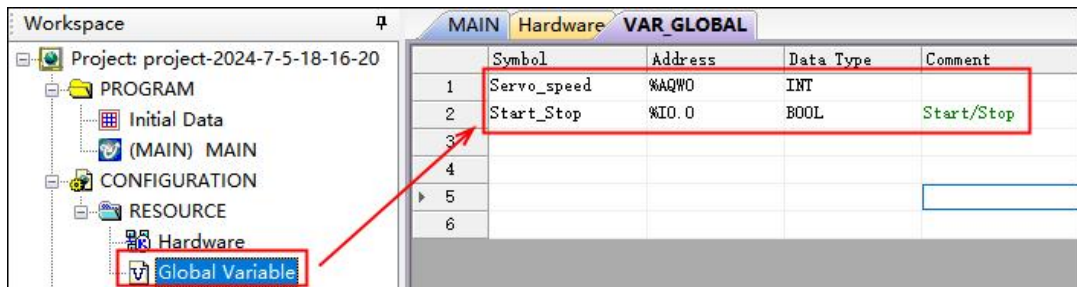 Workspace
MAIN Hardware VAR_GLOBAL
Project: project-2024-7-5-18-16-20
PROGRAM
Initial Data
(MAIN) MAIN
CONFIGURATION
RESOURCE
Hardware
Global Variable
Symbol Address Data Type Comment
1 Servo_speed %AQW0 INT
2 Start_Stop %I0.0 BOOL Start/Stop
3
4
5
6